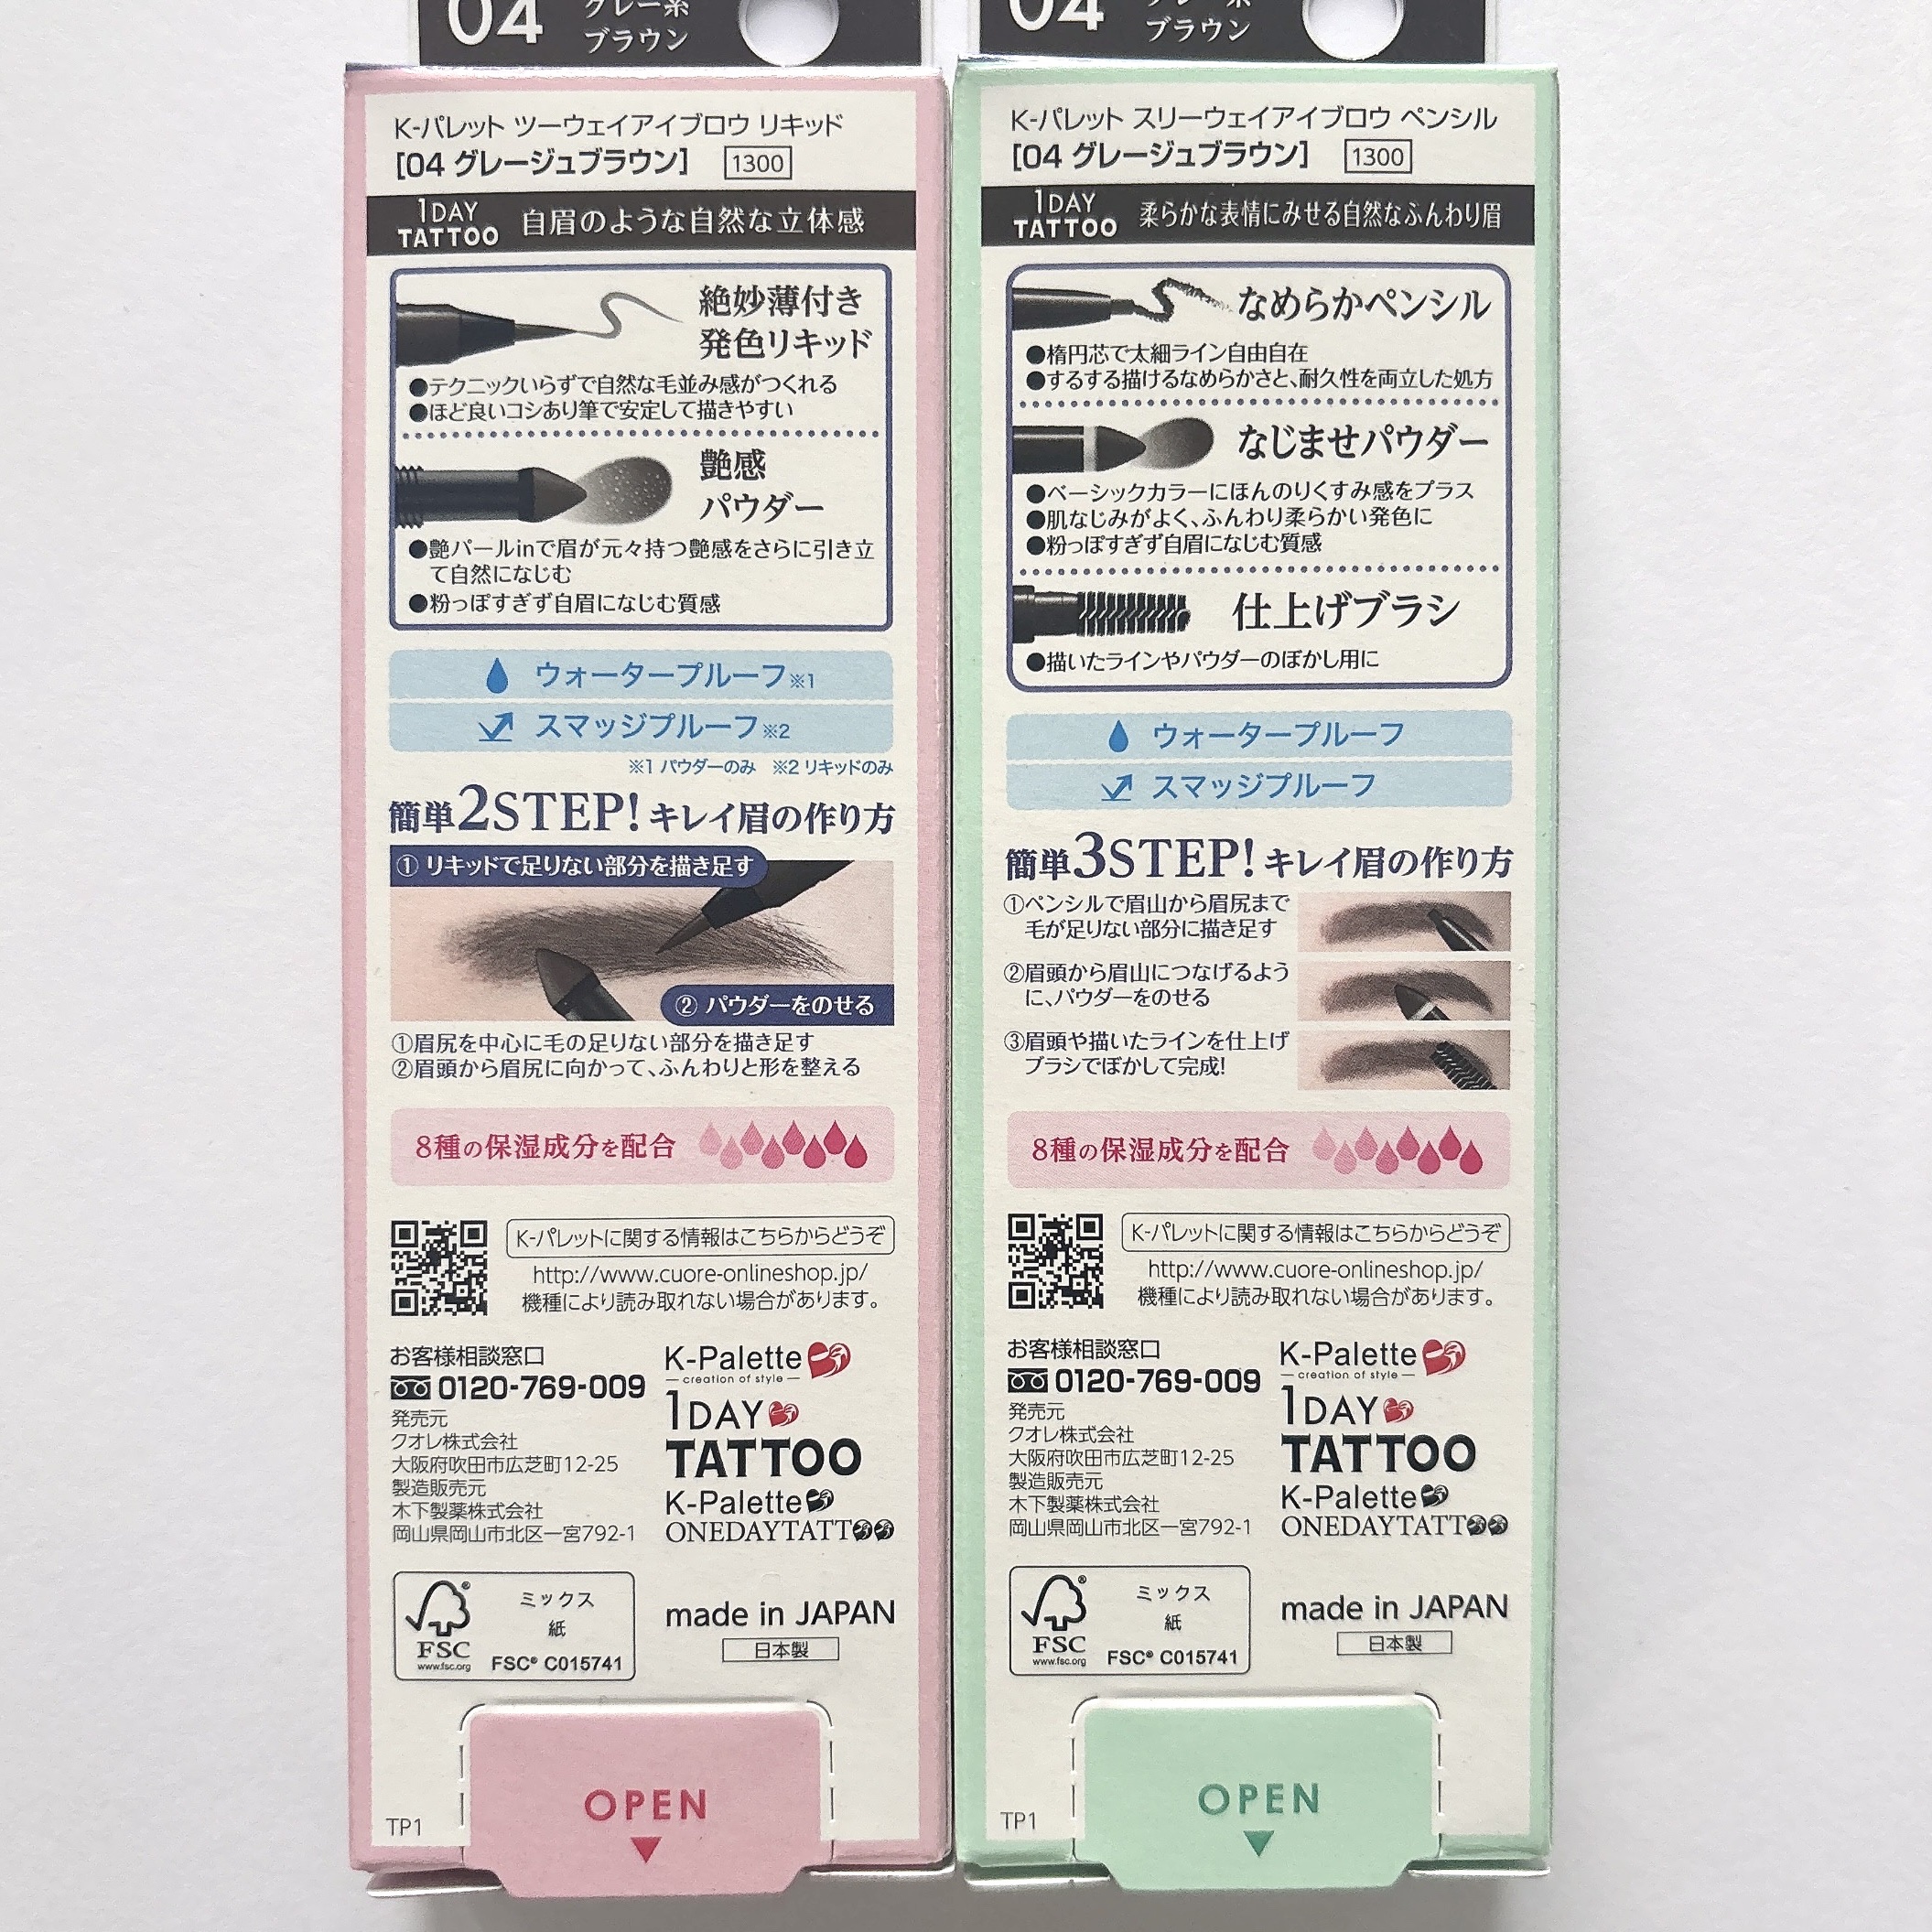 04
グレー系
ブラウン
K-パレット ツーウェイアイブロウ リキッド
[04 グレージュブラウン] 1300
1DAY
TATTOO
自眉のような自然な立体感
絶妙薄付き
発色リキッド
●テクニックいらずで自然な毛並み感がつくれる
●ほど良いコシあり筆で安定して描きやすい
艶感
パウダー
●艶パールinで眉が元々持つ艶感をさらに引き立
て自然になじむ
●粉っぽすぎず自眉になじむ質感
ウォータープルーフ※1
スマッジプルーフ※2
※1 パウダーのみ ※2 リキッドのみ
簡単2STEP!キレイ眉の作り方
① リキッドで足りない部分を描き足す
② パウダーをのせる
①眉尻を中心に毛の足りない部分を描き足す
②眉頭から眉尻に向かって、ふんわりと形を整える
8種の保湿成分を配合
K-パレットに関する情報はこちらからどうぞ
http://www.cuore-onlineshop.jp/
機種により読み取れない場合があります。
お客様相談窓口
0120-769-009
発売元
クオレ株式会社
大阪府吹田市広芝町12-25
製造販売元
木下製薬株式会社
岡山県岡山市北区一宮792-1
K-Palette
creation of style
1DAY
TATTOO
K-Palette
ONEDAYTATTOO
FSC
www.fsc.org
ミックス
紙
FSC® C015741
made in JAPAN
日本製
OPEN
TP1
04
グレー系
ブラウン
K-パレット スリーウェイアイブロウ ペンシル
[04 グレージュブラウン] 1300
1DAY
TATTOO
柔らかな表情にみせる自然なふんわり眉
なめらかペンシル
●楕円芯で太細ライン自由自在
●するする描けるなめらかさと、耐久性を両立した処方
なじませパウダー
●ベーシックカラーにほんのりくすみ感をプラス
●肌なじみがよく、ふんわり柔らかい発色に
●粉っぽすぎず自眉になじむ質感
仕上げブラシ
●描いたラインやパウダーのぼかし用に
ウォータープルーフ
スマッジプルーフ
簡単3STEP!キレイ眉の作り方
①ペンシルで眉山から眉尻まで
毛が足りない部分に描き足す
②眉頭から眉山につなげるよう
に、パウダーをのせる
③眉頭や描いたラインを仕上げ
ブラシでぼかして完成!
8種の保湿成分を配合
K-パレットに関する情報はこちらからどうぞ
http://www.cuore-onlineshop.jp/
機種により読み取れない場合があります。
お客様相談窓口
0120-769-009
発売元
クオレ株式会社
大阪府吹田市広芝町12-25
製造販売元
木下製薬株式会社
岡山県岡山市北区一宮792-1
K-Palette
creation of style
1DAY
TATTOO
K-Palette
ONEDAYTATTOO
FSC
www.fsc.org
ミックス
紙
FSC® C015741
made in JAPAN
日本製
OPEN
TP1